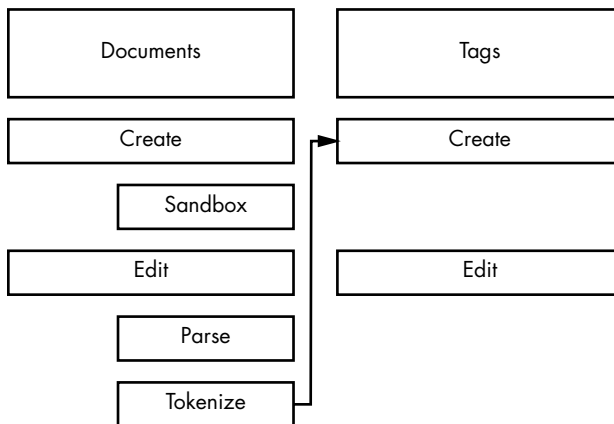 Documents
Tags
Create
Create
Sandbox
Edit
Edit
Parse
Tokenize